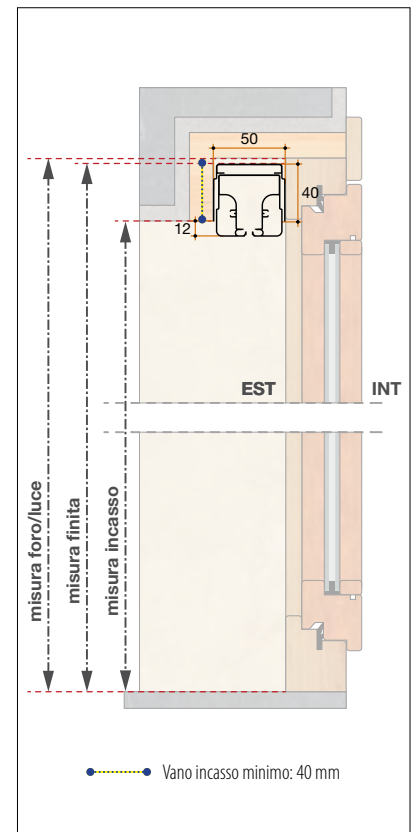 50
40
12
EST
INT
misura foro/luce
misura finita
misura incasso
Vano incasso minimo: 40 mm